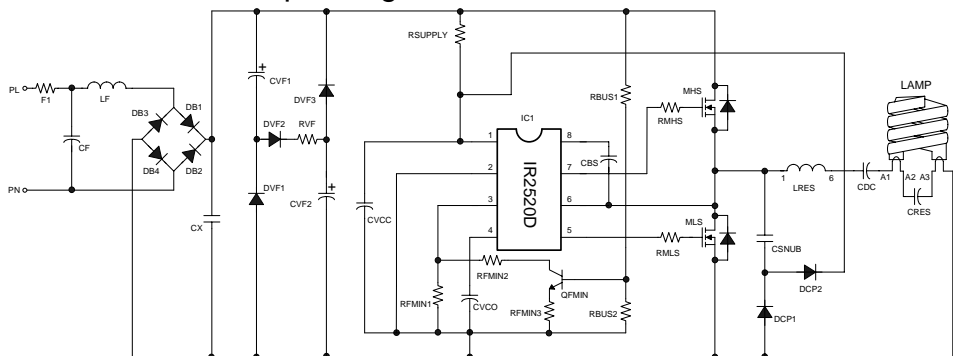 RSUPPLY
PL
F1
LF
CF
PN
DB3
DB1
DB4
DB2
CX
CVF1
DVF3
DVF2
RVF
DVF1
CVF2
RBUS1
MHS
RMHS
LAMP
IC1
1
2
3
4
8
7
6
5
IR2520D
CBS
CVCC
MLS
RMLS
1
6
LRES
CDC
A1
A2
A3
CRES
CSNUB
DCP2
DCP1
RFMIN2
RFMIN1
CVCO
RFMIN3
QFMIN
RBUS2